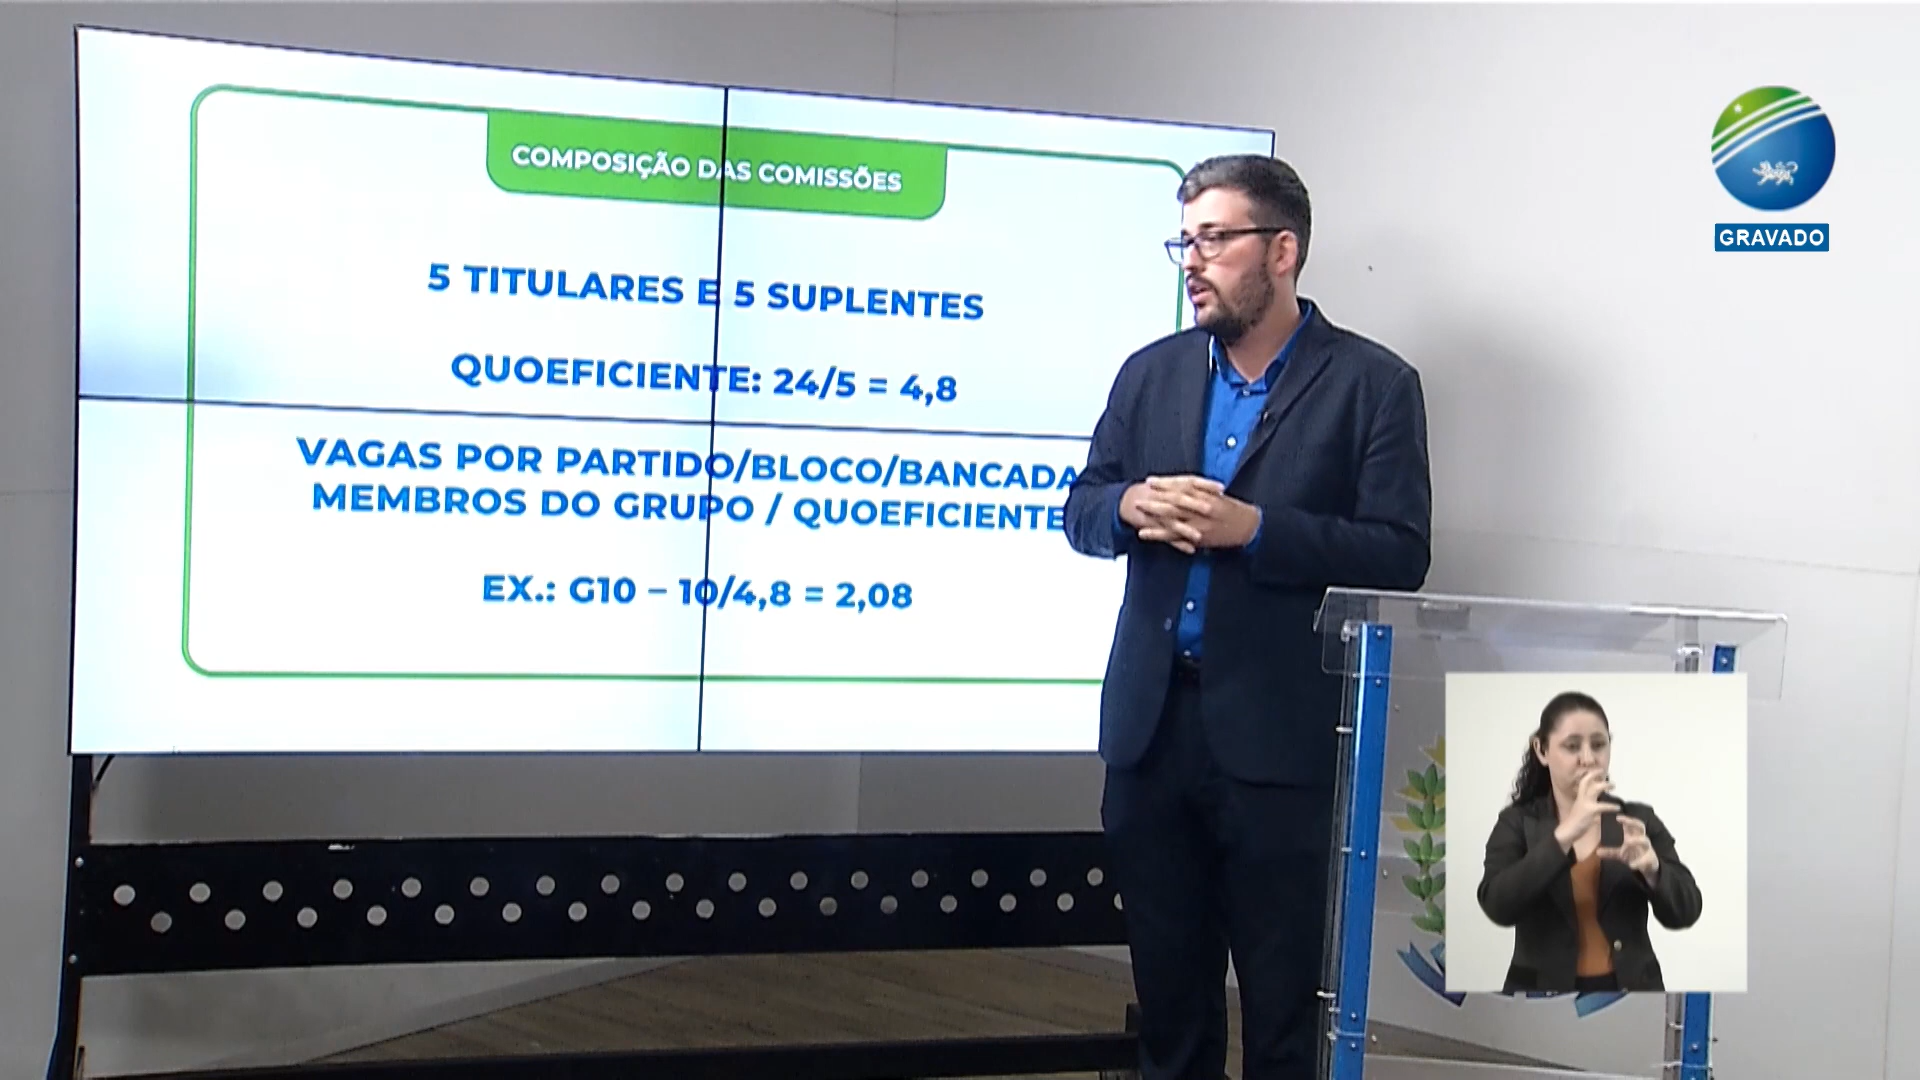 COMPOSIÇÃO DAS COMISSÕES
5 TITULARES E 5 SUPLENTES
QUOEFICIENTE: 24/5 = 4,8
VAGAS POR PARTIDO/BLOCO/BANCADA
MEMBROS DO GRUPO / QUOEFICIENTE
EX.: G10 – 10/4,8 = 2,08
GRAVADO